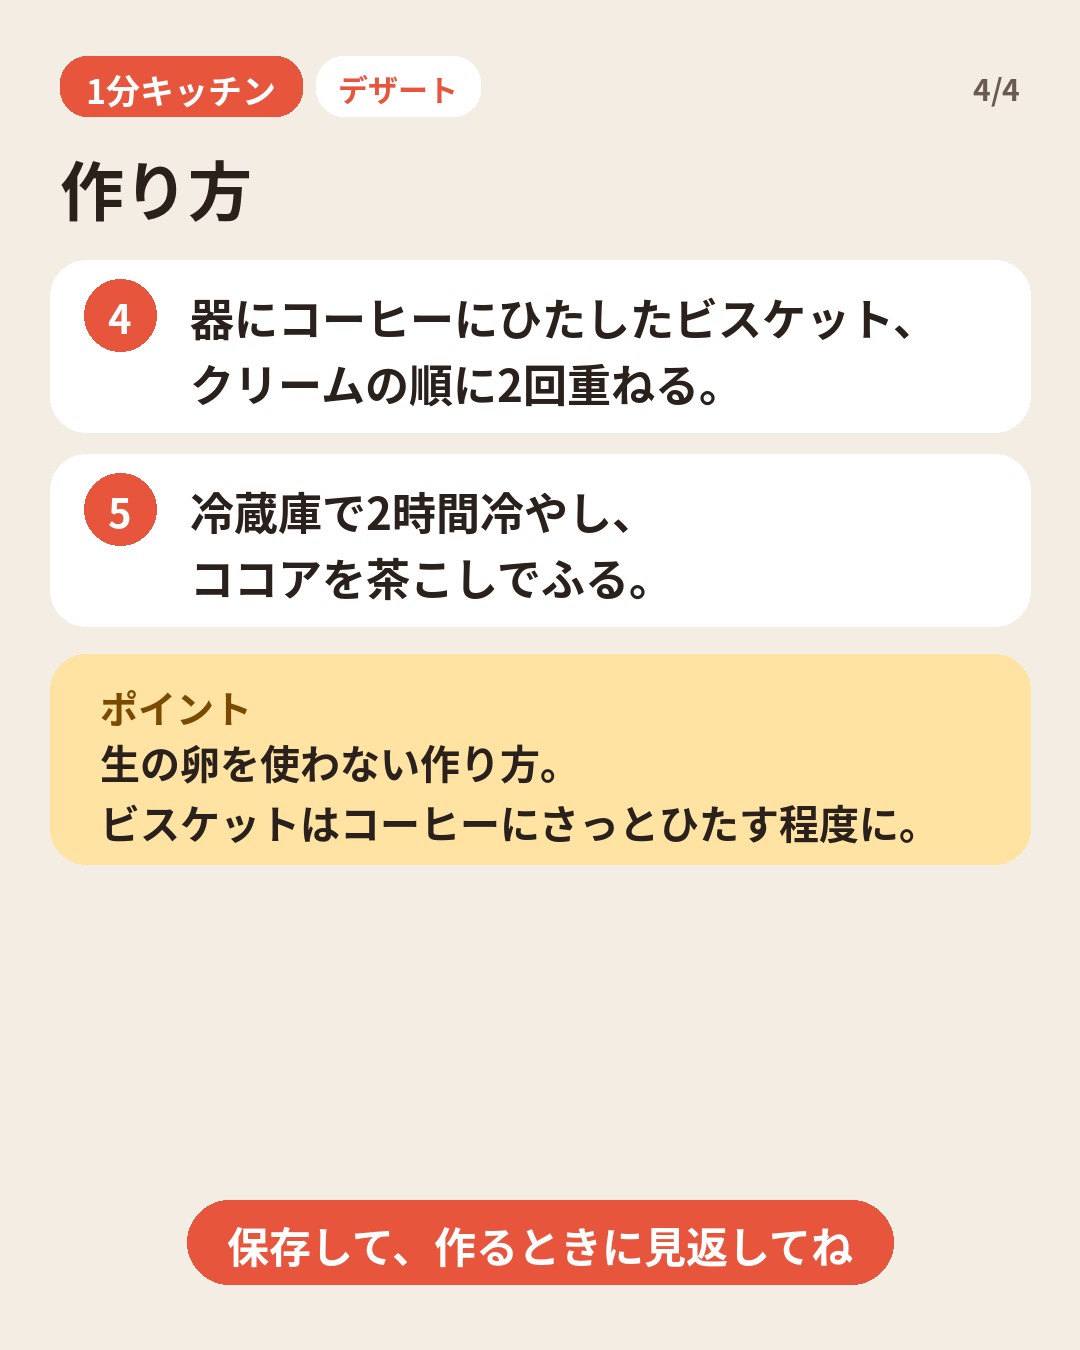 1分キッチン デザート 4/4
作り方
4 器にコーヒーにひたしたビスケット、
クリームの順に2回重ねる。
5 冷蔵庫で2時間冷やし、
ココアを茶こしでふる。
ポイント
生の卵を使わない作り方。
ビスケットはコーヒーにさっとひたす程度に。
保存して、作るときに見返してね